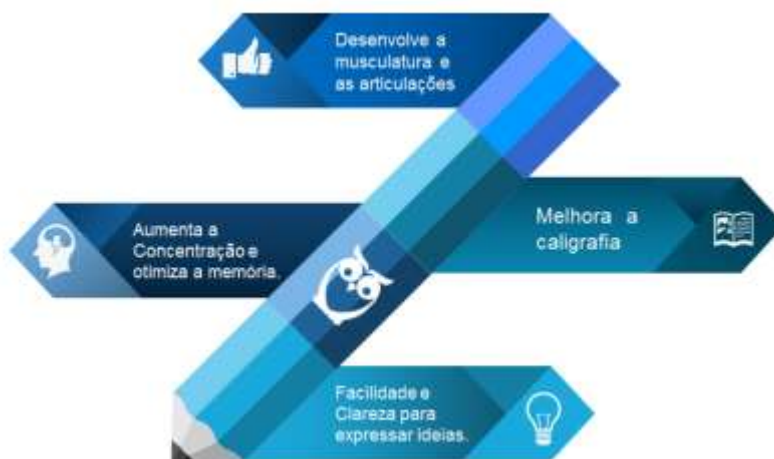 Desenvolve a
musculatura e
as articulações
Aumenta a
Concentração e
otimiza a memória.
Melhora a
caligrafia
Facilidade e
Clareza para
expressar ideias.